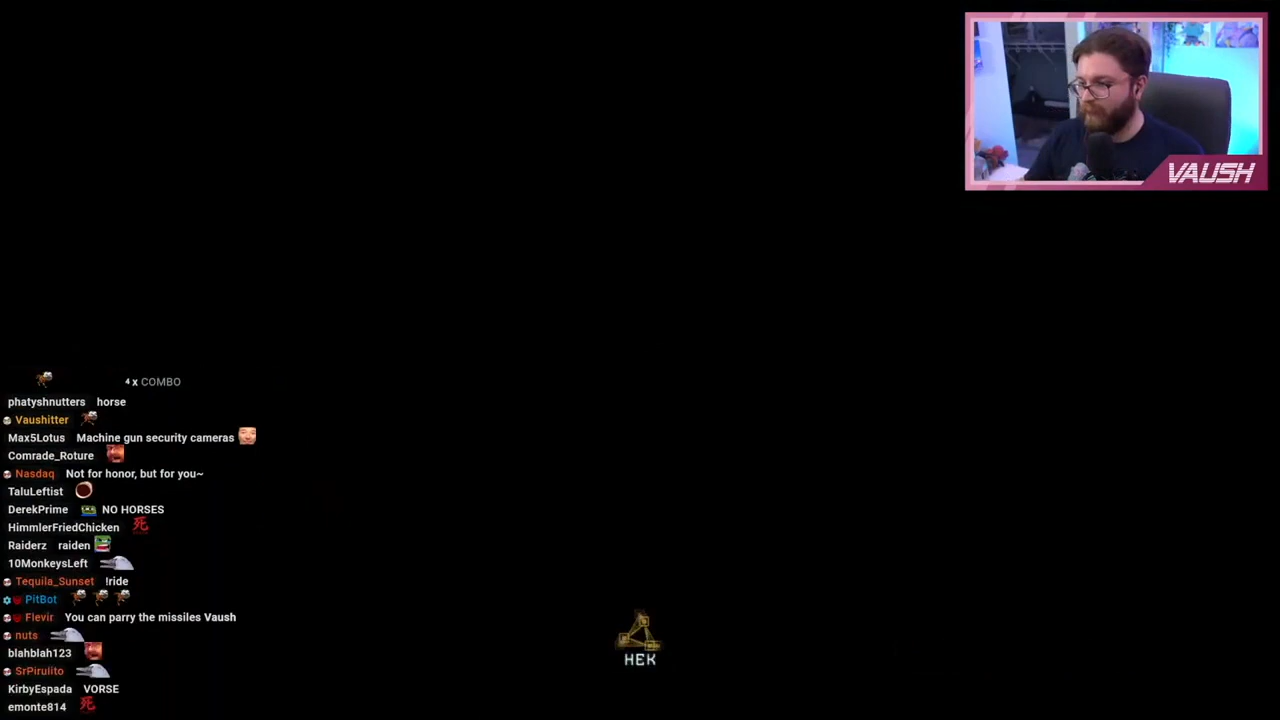 VAUSH
4 x COMBO
phatyshnutters horse
Vaushitter
Max5Lotus Machine gun security cameras
Comrade_Roture
Nasdaq Not for honor, but for you~
TaluLeftist
DerekPrime NO HORSES
HimmlerFriedChicken 死
Raiderz raiden
10MonkeysLeft
Tequila_Sunset !ride
PitBot
Flevir You can parry the missiles Vaush
nuts
blahblah123
SrPiruliito
KirbyEspada VORSE
emonte814 死
HEK